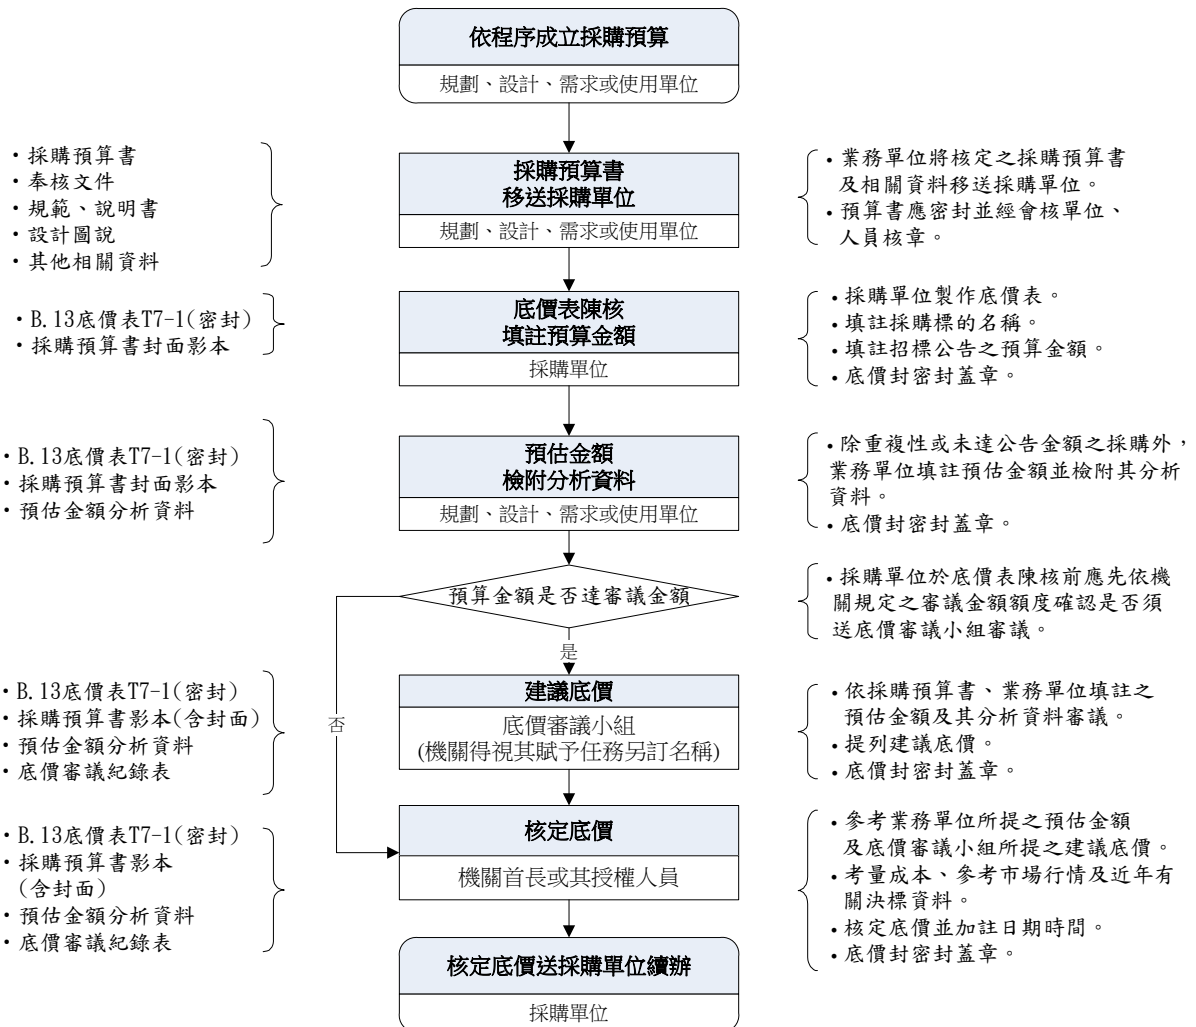 依程序成立採購預算
規劃、設計、需求或使用單位
・採購預算書
・奉核文件
・規範、說明書
・設計圖說
・其他相關資料
採購預算書
移送採購單位
規劃、設計、需求或使用單位
・業務單位將核定之採購預算書
及相關資料移送採購單位。
・預算書應密封並經會核單位、
人員核章。
・B.13底價表T7-1(密封)
・採購預算書封面影本
底價表陳核
填註預算金額
採購單位
・採購單位製作底價表。
・填註採購標的名稱。
・填註招標公告之預算金額。
・底價封密封蓋章。
・B.13底價表T7-1(密封)
・採購預算書封面影本
・預估金額分析資料
預估金額
檢附分析資料
規劃、設計、需求或使用單位
・除重複性或未達公告金額之採購外，
業務單位填註預估金額並檢附其分析
資料。
・底價封密封蓋章。
預算金額是否達審議金額
・採購單位於底價表陳核前應先依機
關規定之審議金額額度確認是否須
送底價審議小組審議。
是
否
・B.13底價表T7-1(密封)
・採購預算書影本(含封面)
・預估金額分析資料
・底價審議紀錄表
建議底價
底價審議小組
(機關得視其賦予任務另訂名稱)
・依採購預算書、業務單位填註之
預估金額及其分析資料審議。
・提列建議底價。
・底價封密封蓋章。
・B.13底價表T7-1(密封)
・採購預算書影本
(含封面)
・預估金額分析資料
・底價審議紀錄表
核定底價
機關首長或其授權人員
・參考業務單位所提之預估金額
及底價審議小組所提之建議底價。
・考量成本、參考市場行情及近年有
關決標資料。
・核定底價並加註日期時間。
・底價封密封蓋章。
核定底價送採購單位續辦
採購單位